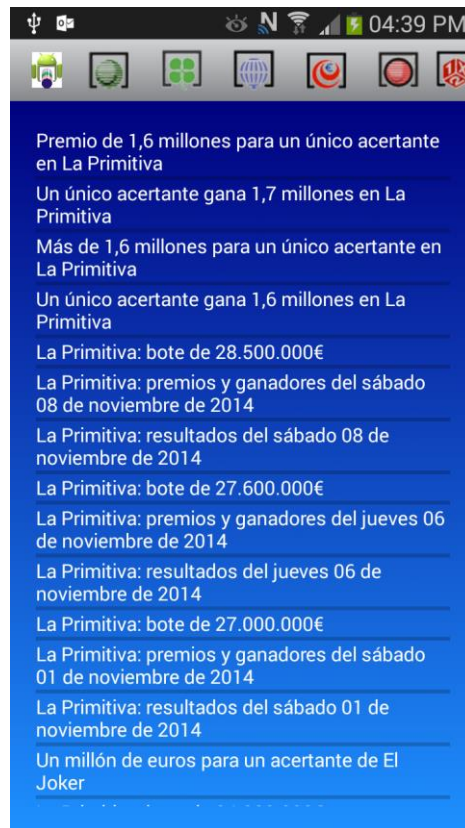 04:39 PM
Premio de 1,6 millones para un único acertante
en La Primitiva
Un único acertante gana 1,7 millones en La
Primitiva
Más de 1,6 millones para un único acertante en
La Primitiva
Un único acertante gana 1,6 millones en La
Primitiva
La Primitiva: bote de 28.500.000€
La Primitiva: premios y ganadores del sábado
08 de noviembre de 2014
La Primitiva: resultados del sábado 08 de
noviembre de 2014
La Primitiva: bote de 27.600.000€
La Primitiva: premios y ganadores del jueves 06
de noviembre de 2014
La Primitiva: resultados del jueves 06 de
noviembre de 2014
La Primitiva: bote de 27.000.000€
La Primitiva: premios y ganadores del sábado
01 de noviembre de 2014
La Primitiva: resultados del sábado 01 de
noviembre de 2014
Un millón de euros para un acertante de El
Joker